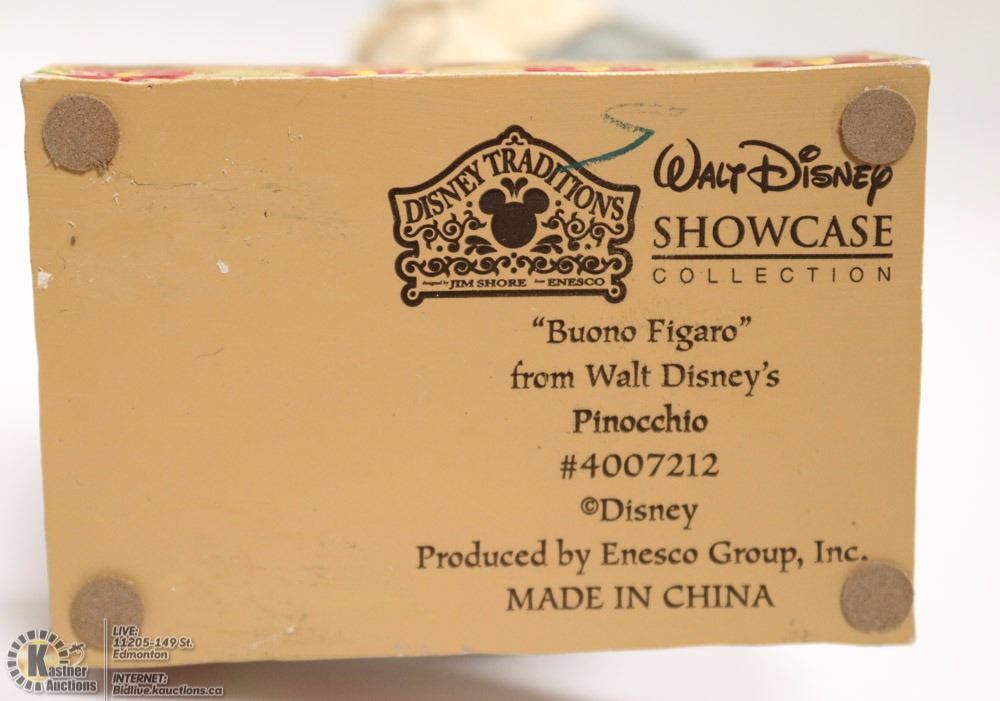 DISNEY TRADITIONS
designed by JIM SHORE from ENESCO
WALT DISNEY
SHOWCASE
COLLECTION
“Buono Figaro”
from Walt Disney’s
Pinocchio
#4007212
©Disney
Produced by Enesco Group, Inc.
MADE IN CHINA
Kastner
Auctions
LIVE:
11205-149 St.
Edmonton
INTERNET:
Bidlive.kauctions.ca